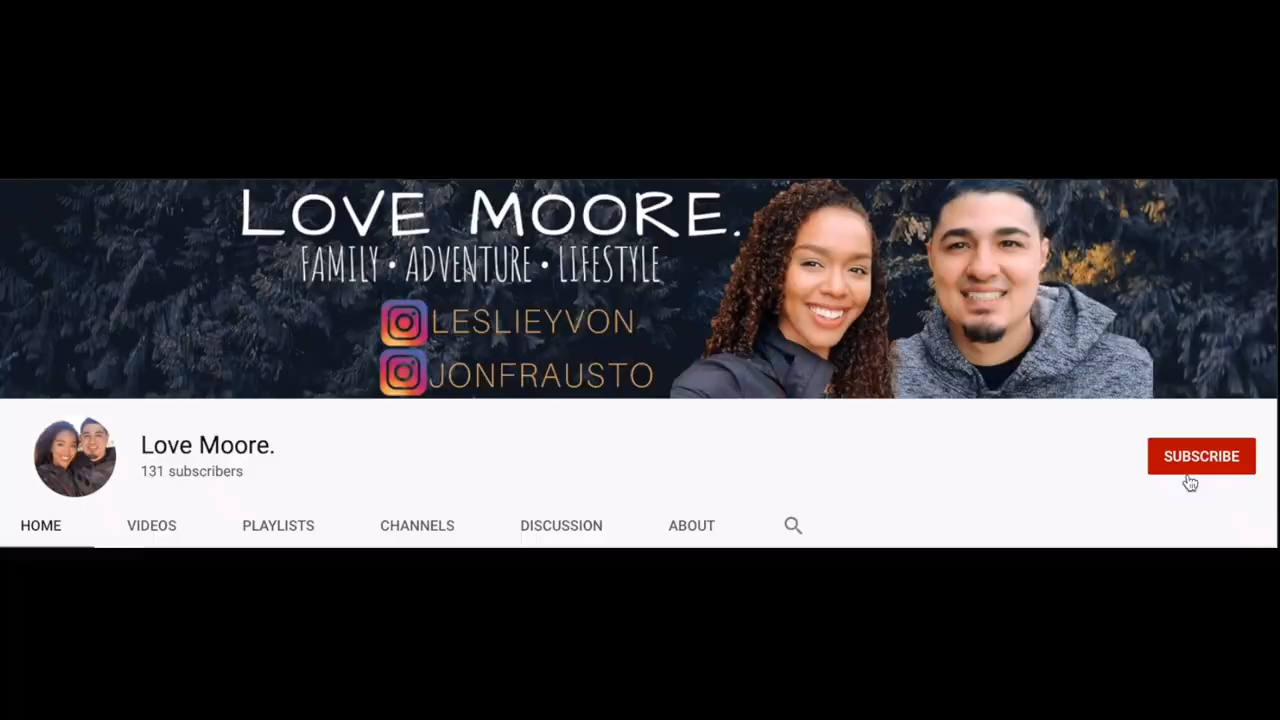 LOVE MOORE.
FAMILY • ADVENTURE • LIFESTYLE
LESLIEYVON
JONFRAUSTO
Love Moore.
131 subscribers
SUBSCRIBE
HOME VIDEOS PLAYLISTS CHANNELS DISCUSSION ABOUT